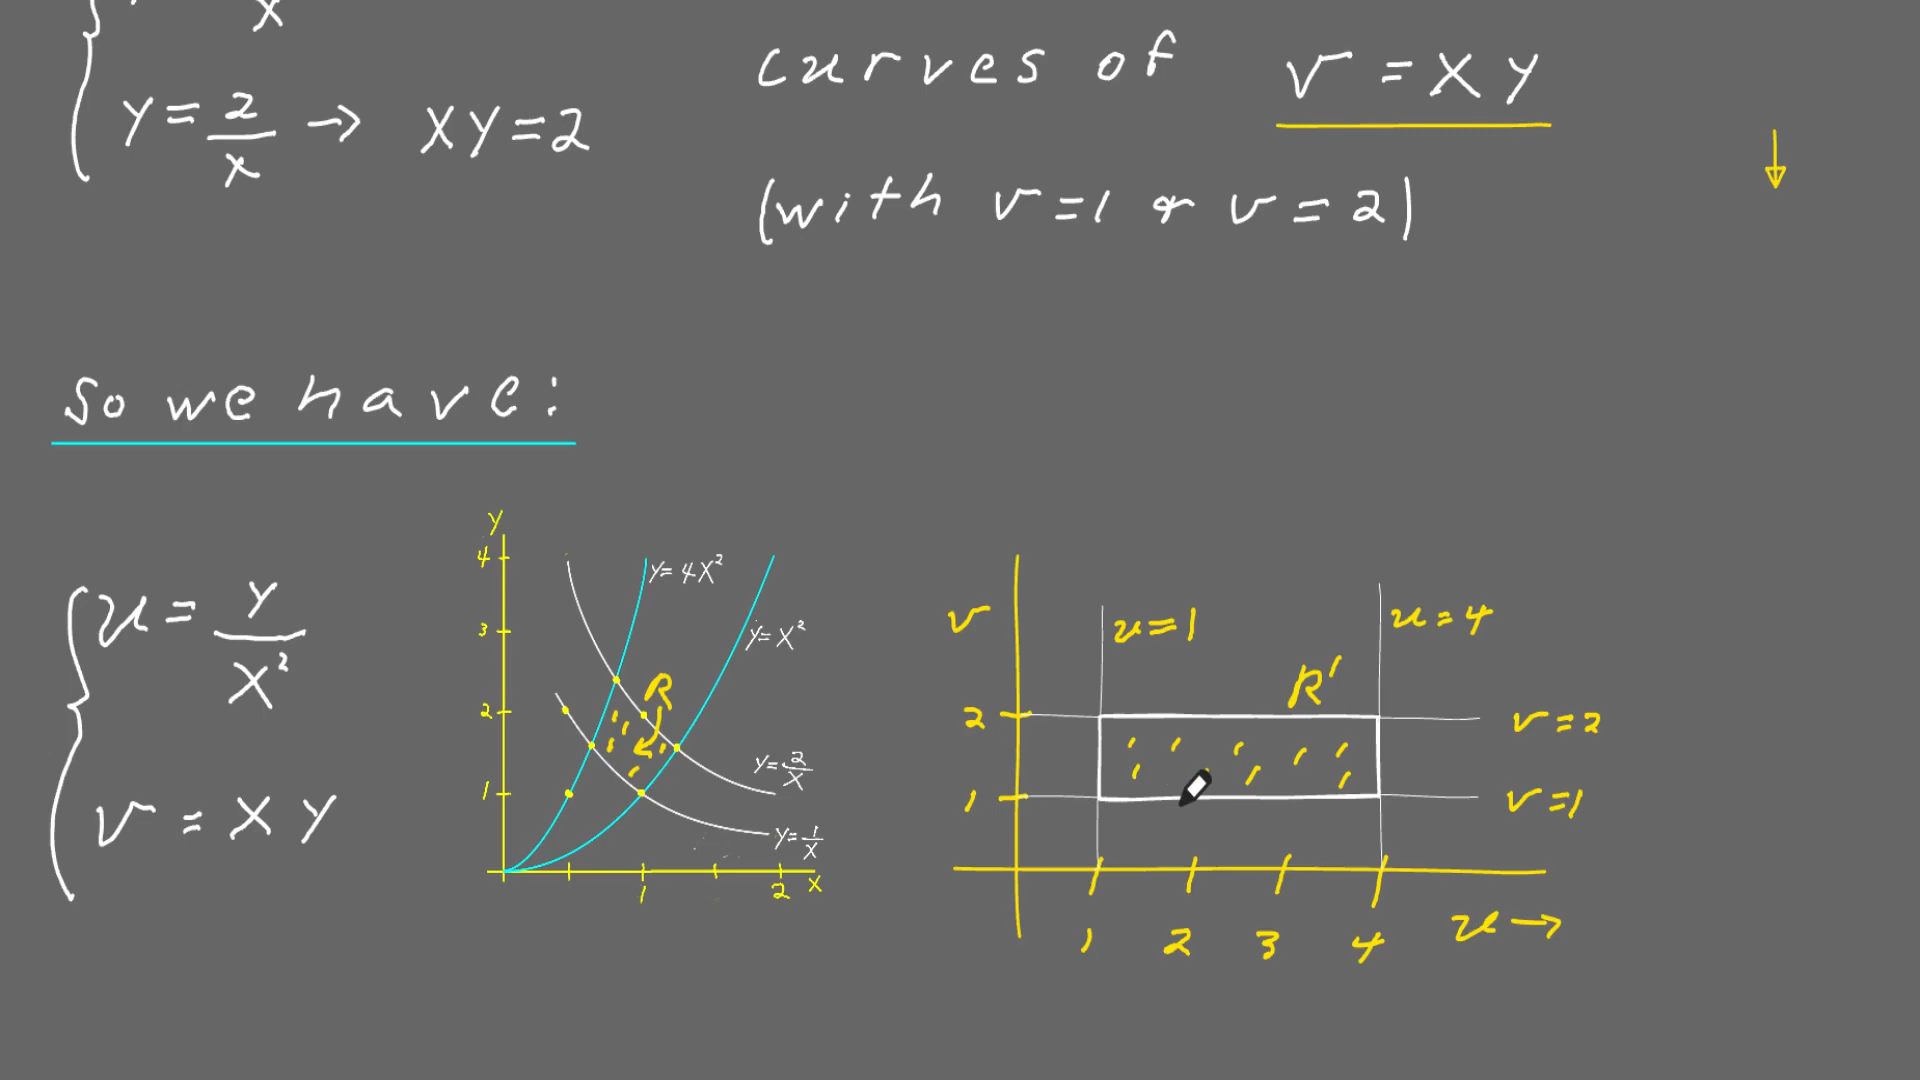 x
y = 2/x → xy = 2
curves of v = xy
(with v=1 or v=2)
So we have:
u = y/x²
v = xy
y
4
3
2
1
1
2
x
y=4x²
y=x²
R
y=2/x
y=1/x
v
2
1
u=1
u=4
R'
v=2
v=1
1 2 3 4
u →